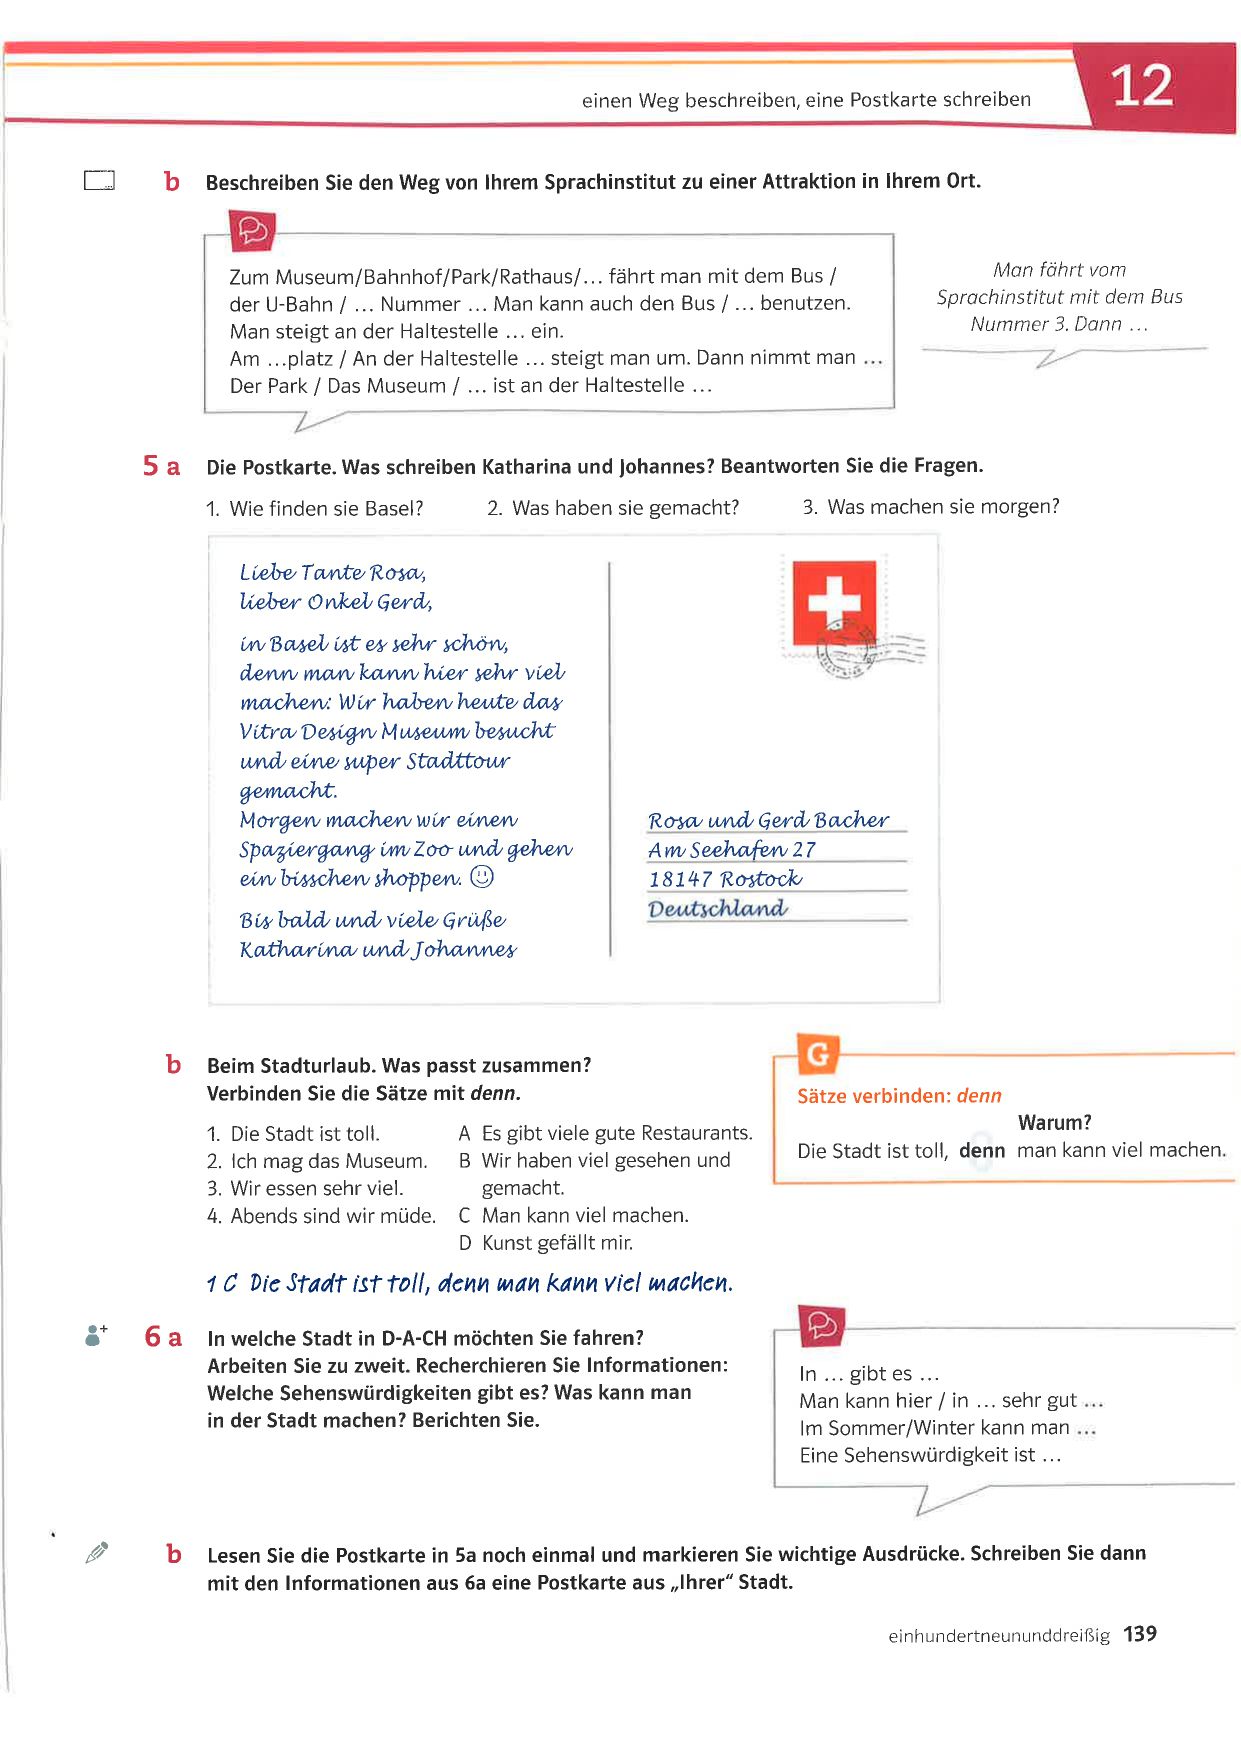 einen Weg beschreiben, eine Postkarte schreiben
12
b Beschreiben Sie den Weg von Ihrem Sprachinstitut zu einer Attraktion in Ihrem Ort.
Zum Museum/Bahnhof/Park/Rathaus/... fährt man mit dem Bus /
der U-Bahn / ... Nummer ... Man kann auch den Bus / ... benutzen.
Man steigt an der Haltestelle ... ein.
Am ...platz / An der Haltestelle ... steigt man um. Dann nimmt man ...
Der Park / Das Museum / ... ist an der Haltestelle ...
Man fährt vom
Sprachinstitut mit dem Bus
Nummer 3. Dann ...
5 a Die Postkarte. Was schreiben Katharina und Johannes? Beantworten Sie die Fragen.
1. Wie finden sie Basel? 2. Was haben sie gemacht? 3. Was machen sie morgen?
Liebe Tante Rosa,
lieber Onkel Gerd,
in Basel ist es sehr schön,
denn man kann hier sehr viel
machen: Wir haben heute das
Vitra Design Museum besucht
und eine super Stadttour
gemacht.
Morgen machen wir einen
Spaziergang im Zoo und gehen
ein bisschen shoppen. ☺
Bis bald und viele Grüße
Katharina und Johannes
Rosa und Gerd Bacher
Am Seehafen 27
18147 Rostock
Deutschland
b Beim Stadturlaub. Was passt zusammen?
Verbinden Sie die Sätze mit denn.
1. Die Stadt ist toll.
2. Ich mag das Museum.
3. Wir essen sehr viel.
4. Abends sind wir müde.
A Es gibt viele gute Restaurants.
B Wir haben viel gesehen und
gemacht.
C Man kann viel machen.
D Kunst gefällt mir.
1 C Die Stadt ist toll, denn man kann viel machen.
G
Sätze verbinden: denn
Warum?
Die Stadt ist toll, denn man kann viel machen.
6 a In welche Stadt in D-A-CH möchten Sie fahren?
Arbeiten Sie zu zweit. Recherchieren Sie Informationen:
Welche Sehenswürdigkeiten gibt es? Was kann man
in der Stadt machen? Berichten Sie.
In ... gibt es ...
Man kann hier / in ... sehr gut ...
Im Sommer/Winter kann man ...
Eine Sehenswürdigkeit ist ...
b Lesen Sie die Postkarte in 5a noch einmal und markieren Sie wichtige Ausdrücke. Schreiben Sie dann
mit den Informationen aus 6a eine Postkarte aus „Ihrer“ Stadt.
einhundertneununddreißig 139